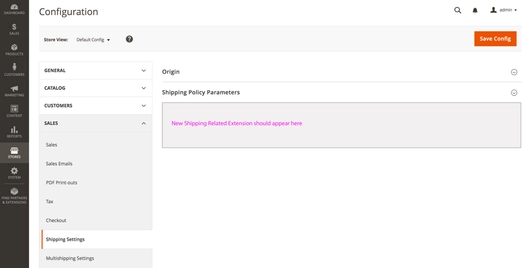 Configuration
admin
DASHBOARD
SALES
PRODUCTS
CUSTOMERS
MARKETING
CONTENT
REPORTS
STORES
SYSTEM
FIND PARTNERS
& EXTENSIONS
Store View: Default Config
Save Config
GENERAL
CATALOG
CUSTOMERS
SALES
Sales
Sales Emails
PDF Print-outs
Tax
Checkout
Shipping Settings
Multishipping Settings
Origin
Shipping Policy Parameters
New Shipping Related Extension should appear here